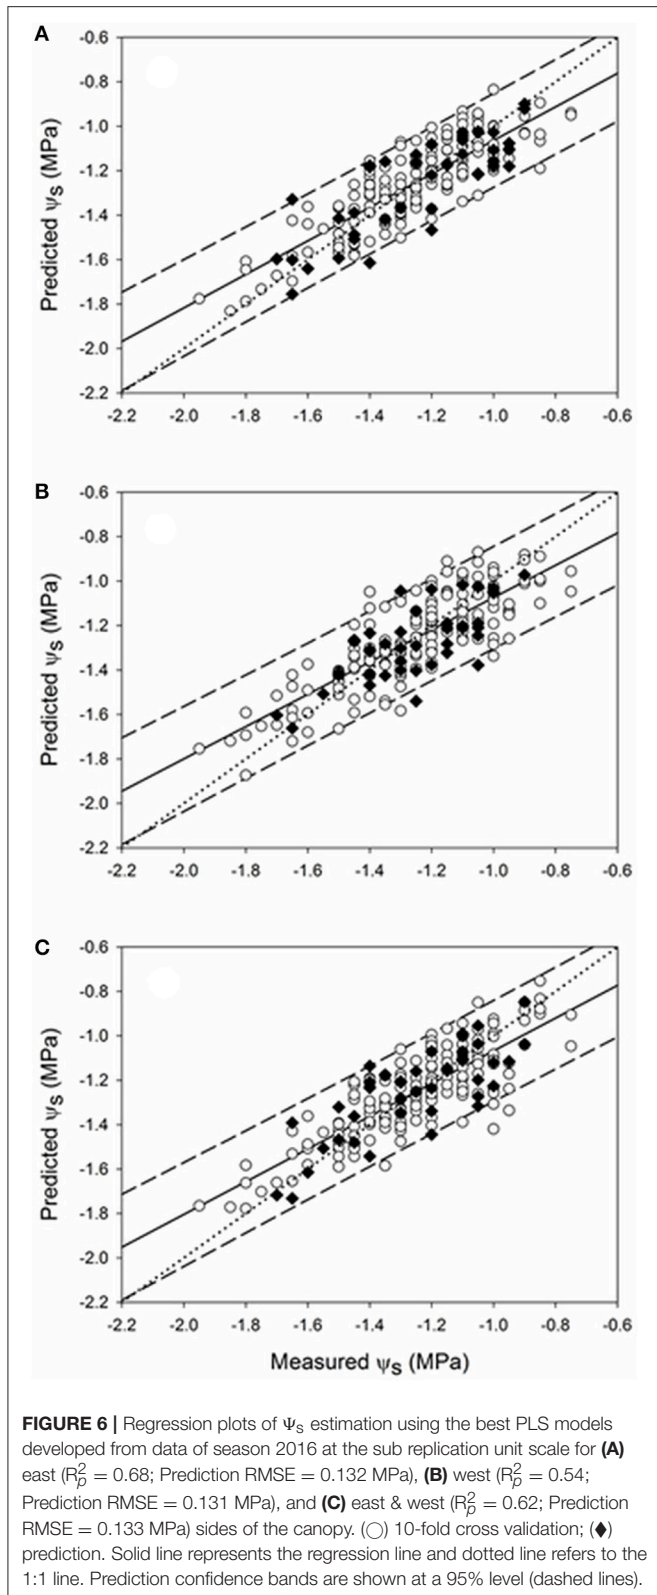 A
-0.6
-0.8
-1.0
-1.2
-1.4
-1.6
-1.8
-2.0
-2.2
Predicted ψS (MPa)
-2.2 -2.0 -1.8 -1.6 -1.4 -1.2 -1.0 -0.8 -0.6
B
-0.6
-0.8
-1.0
-1.2
-1.4
-1.6
-1.8
-2.0
-2.2
Predicted ψS (MPa)
-2.2 -2.0 -1.8 -1.6 -1.4 -1.2 -1.0 -0.8 -0.6
C
-0.6
-0.8
-1.0
-1.2
-1.4
-1.6
-1.8
-2.0
-2.2
Predicted ψS (MPa)
-2.2 -2.0 -1.8 -1.6 -1.4 -1.2 -1.0 -0.8 -0.6
Measured ψS (MPa)
FIGURE 6 | Regression plots of ΨS estimation using the best PLS models
developed from data of season 2016 at the sub replication unit scale for (A)
east (R²p = 0.68; Prediction RMSE = 0.132 MPa), (B) west (R²p = 0.54;
Prediction RMSE = 0.131 MPa), and (C) east & west (R²p = 0.62; Prediction
RMSE = 0.133 MPa) sides of the canopy. (○) 10-fold cross validation; (◆)
prediction. Solid line represents the regression line and dotted line refers to the
1:1 line. Prediction confidence bands are shown at a 95% level (dashed lines).